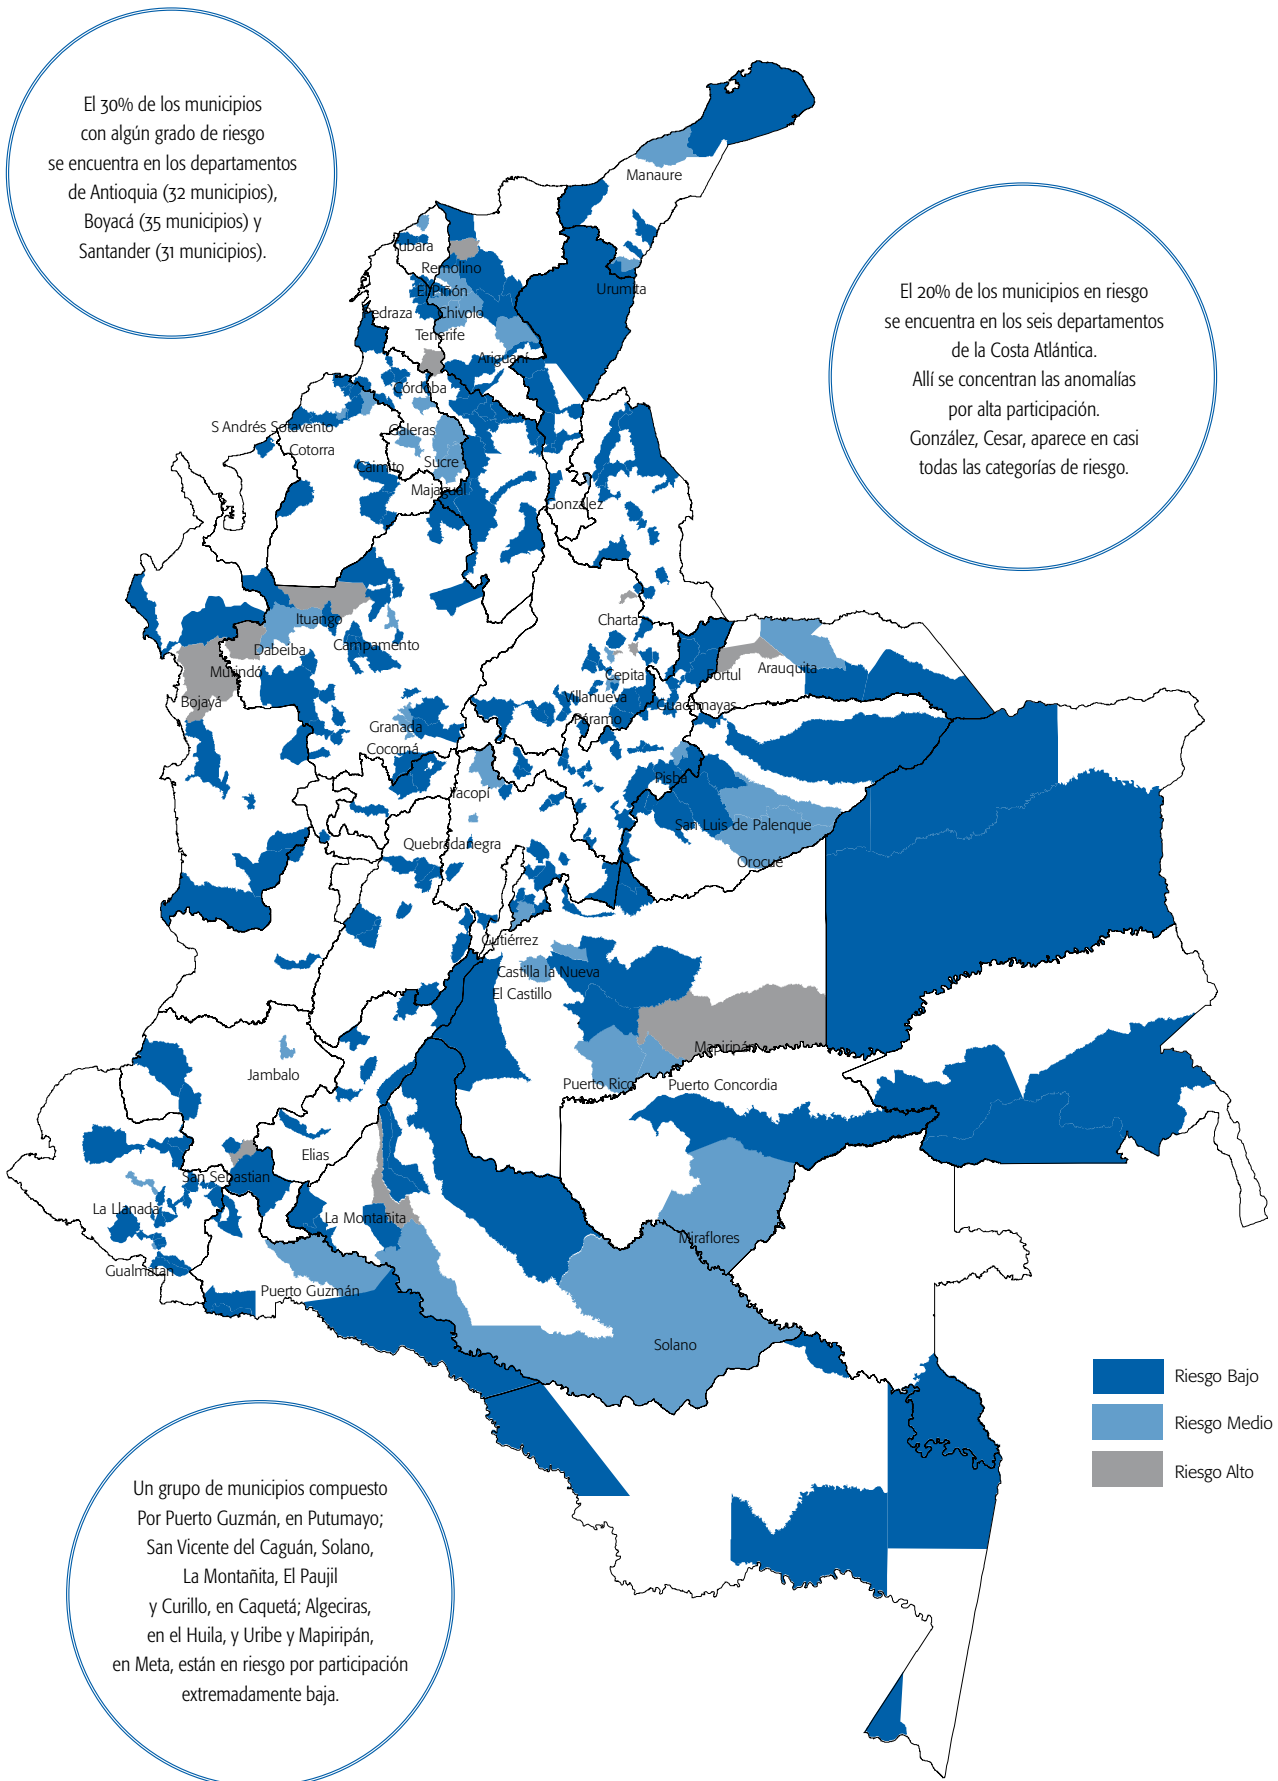 El 30% de los municipios
con algún grado de riesgo
se encuentra en los departamentos
de Antioquia (32 municipios),
Boyacá (35 municipios) y
Santander (31 municipios).
El 20% de los municipios en riesgo
se encuentra en los seis departamentos
de la Costa Atlántica.
Allí se concentran las anomalías
por alta participación.
González, Cesar, aparece en casi
todas las categorías de riesgo.
Manaure
Tubara
Remolino
El Piñón
Urumita
Pedraza
Chivolo
Tenerife
Ariguaní
Córdoba
S Andrés Sotavento
Galeras
Cotorra
Caimito
Sucre
Majagual
González
Ituango
Charta
Dabeiba
Campamento
Murindó
Cepita
Fortul
Arauquita
Bojayá
Villanueva
Guacamayas
Granada
Páramo
Cocorná
Pisba
Yacopí
San Luis de Palenque
Quebradanegra
Orocué
Gutiérrez
Castilla la Nueva
El Castillo
Mapiripán
Jambalo
Puerto Rico
Puerto Concordia
Elias
San Sebastian
La Llanada
La Montañita
Miraflores
Gualmatan
Puerto Guzmán
Solano
Riesgo Bajo
Riesgo Medio
Riesgo Alto
Un grupo de municipios compuesto
Por Puerto Guzmán, en Putumayo;
San Vicente del Caguán, Solano,
La Montañita, El Paujil
y Curillo, en Caquetá; Algeciras,
en el Huila, y Uribe y Mapiripán,
en Meta, están en riesgo por participación
extremadamente baja.